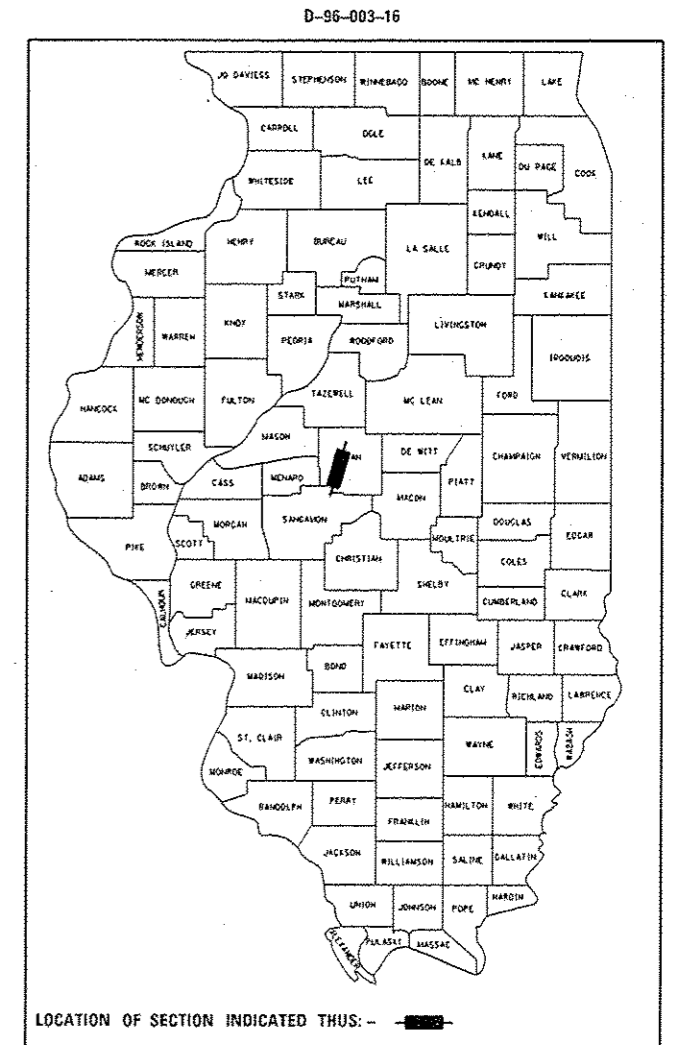 D-96-003-16
JO DAVIESS STEPHENSON WINNEBAGO BOONE MC HENRY LAKE
CARROLL OGLE
DE KALB KANE DU PAGE COOK
WHITESIDE LEE
KENDALL
ROCK ISLAND HENRY BUREAU LA SALLE WILL
MERCER PUTNAM GRUNDY
STARK MARSHALL KANKAKEE
HENDERSON WARREN KNOX PEORIA WOODFORD LIVINGSTON
IROQUOIS
HANCOCK MC DONOUGH FULTON TAZEWELL MC LEAN FORD
MASON
SCHUYLER DE WITT CHAMPAIGN VERMILION
ADAMS BROWN CASS MENARD PIATT
MACON
MORGAN SANGAMON DOUGLAS
PIKE SCOTT MOULTRIE EDGAR
CHRISTIAN COLES
GREENE SHELBY
CALHOUN MACOUPIN MONTGOMERY CUMBERLAND CLARK
JERSEY
FAYETTE EFFINGHAM JASPER CRAWFORD
MADISON BOND
CLAY RICHLAND LAWRENCE
CLINTON MARION
ST. CLAIR WAYNE EDWARDS WABASH
MONROE WASHINGTON JEFFERSON
RANDOLPH PERRY HAMILTON WHITE
FRANKLIN
JACKSON WILLIAMSON SALINE GALLATIN
HARDIN
UNION JOHNSON POPE
ALEXANDER PULASKI MASSAC
LOCATION OF SECTION INDICATED THUS: -